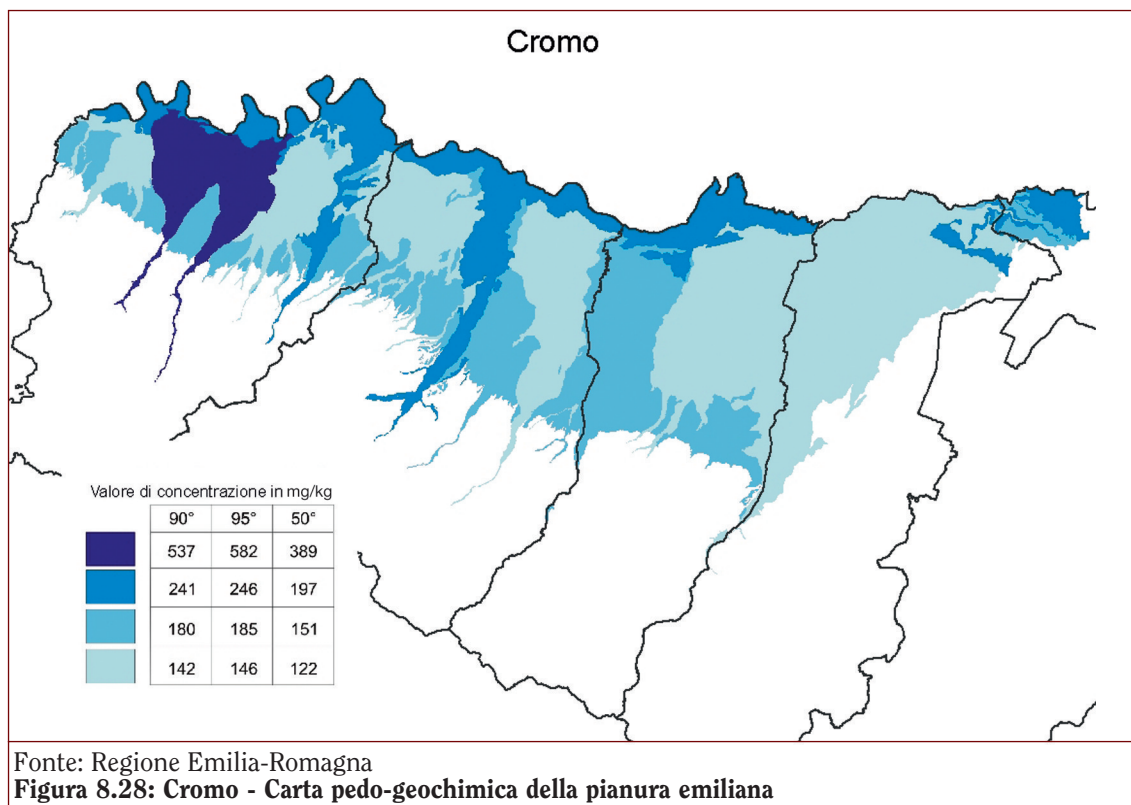 Cromo
Valore di concentrazione in mg/kg
90° 95° 50°
537 582 389
241 246 197
180 185 151
142 146 122
Fonte: Regione Emilia-Romagna
Figura 8.28: Cromo - Carta pedo-geochimica della pianura emiliana